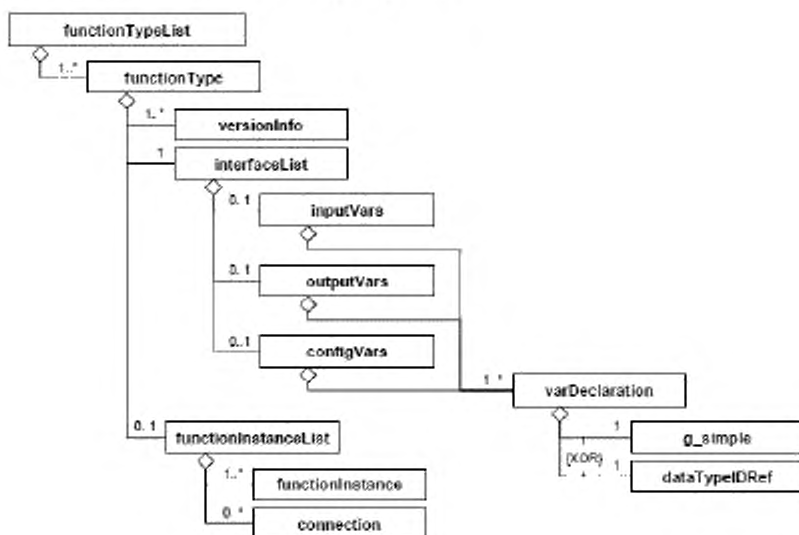 functionTypeList
1..*
functionType
1..*
versionInfo
1
interfaceList
0..1
inputVars
0..1
outputVars
0..1
configVars
1..*
varDeclaration
0..1
functionInstanceList
1
g_simple
{XOR}
1
dataTypeIDRef
1..*
functionInstance
0..*
connection